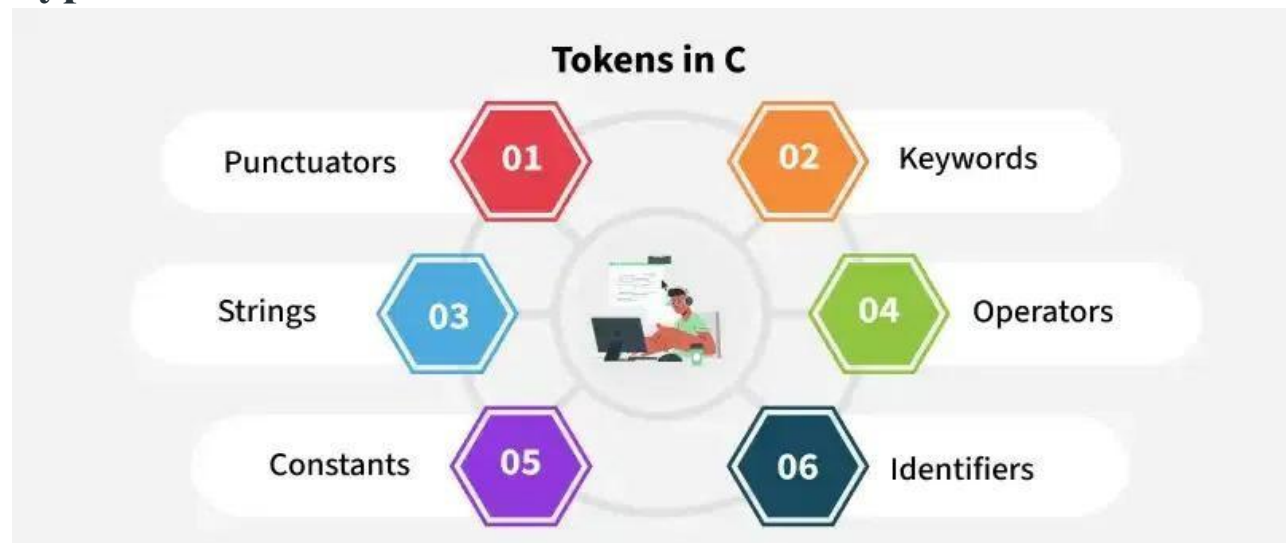 Tokens in C
Punctuators
01
02
Keywords
Strings
03
04
Operators
Constants
05
06
Identifiers